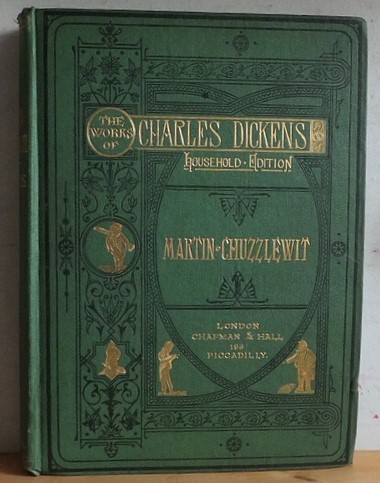 THE
WORKS
OF
CHARLES DICKENS
HOUSEHOLD · EDITION
MARTIN · CHUZZLEWIT
LONDON
CHAPMAN & HALL
193
PICCADILLY.